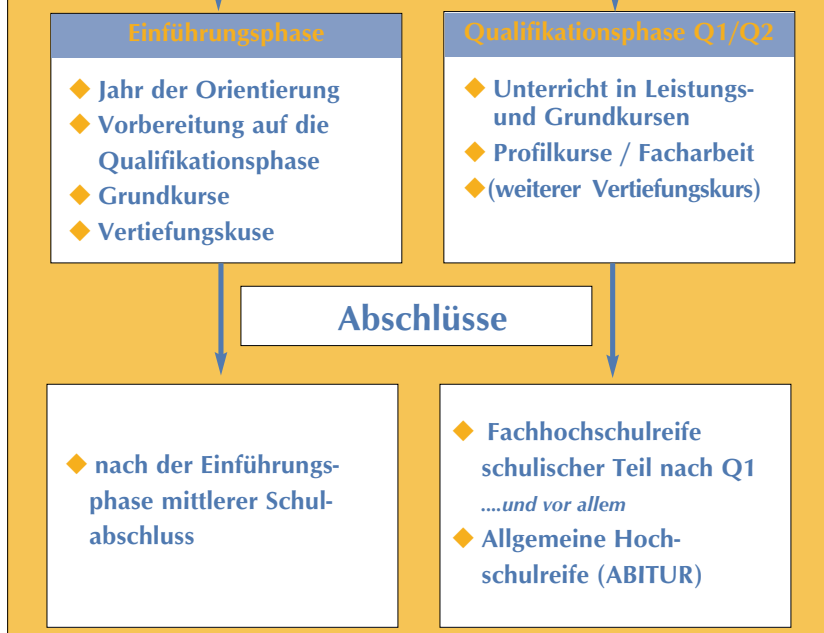 Einführungsphase
◆ Jahr der Orientierung
◆ Vorbereitung auf die
Qualifikationsphase
◆ Grundkurse
◆ Vertiefungskuse
Qualifikationsphase Q1/Q2
◆ Unterricht in Leistungs-
und Grundkursen
◆ Profilkurse / Facharbeit
◆ (weiterer Vertiefungskurs)
Abschlüsse
◆ nach der Einführungs-
phase mittlerer Schul-
abschluss
◆ Fachhochschulreife
schulischer Teil nach Q1
....und vor allem
◆ Allgemeine Hoch-
schulreife (ABITUR)